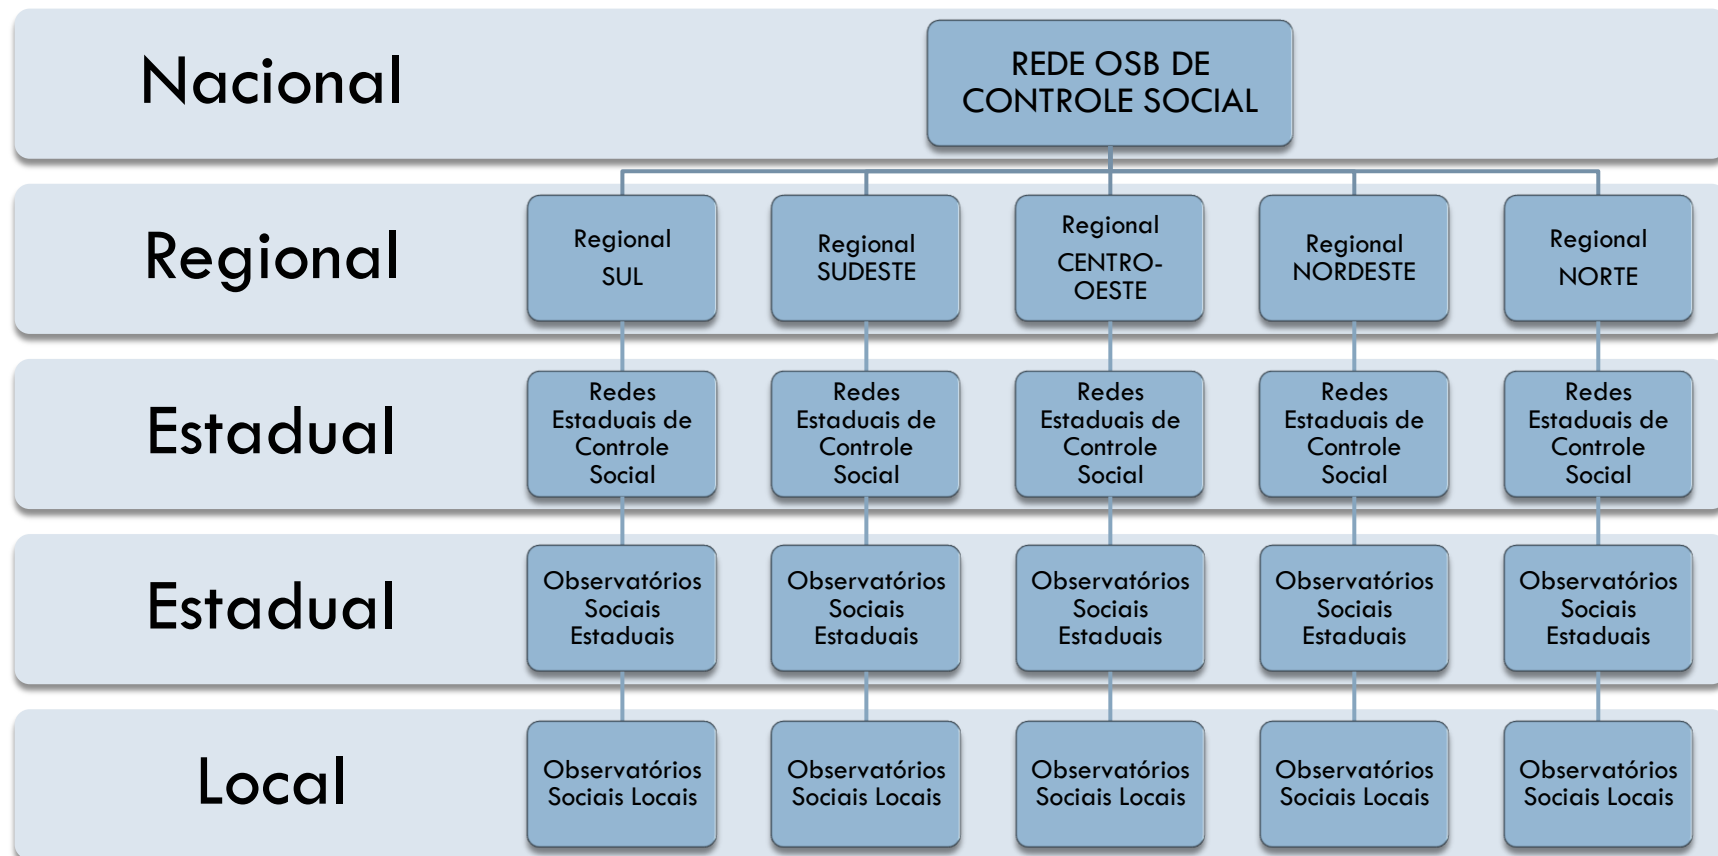 Nacional
REDE OSB DE
CONTROLE SOCIAL
Regional
Regional
SUL
Regional
SUDESTE
Regional
CENTRO-
OESTE
Regional
NORDESTE
Regional
NORTE
Estadual
Redes
Estaduais de
Controle
Social
Redes
Estaduais de
Controle
Social
Redes
Estaduais de
Controle
Social
Redes
Estaduais de
Controle
Social
Redes
Estaduais de
Controle
Social
Estadual
Observatórios
Sociais
Estaduais
Observatórios
Sociais
Estaduais
Observatórios
Sociais
Estaduais
Observatórios
Sociais
Estaduais
Observatórios
Sociais
Estaduais
Local
Observatórios
Sociais Locais
Observatórios
Sociais Locais
Observatórios
Sociais Locais
Observatórios
Sociais Locais
Observatórios
Sociais Locais